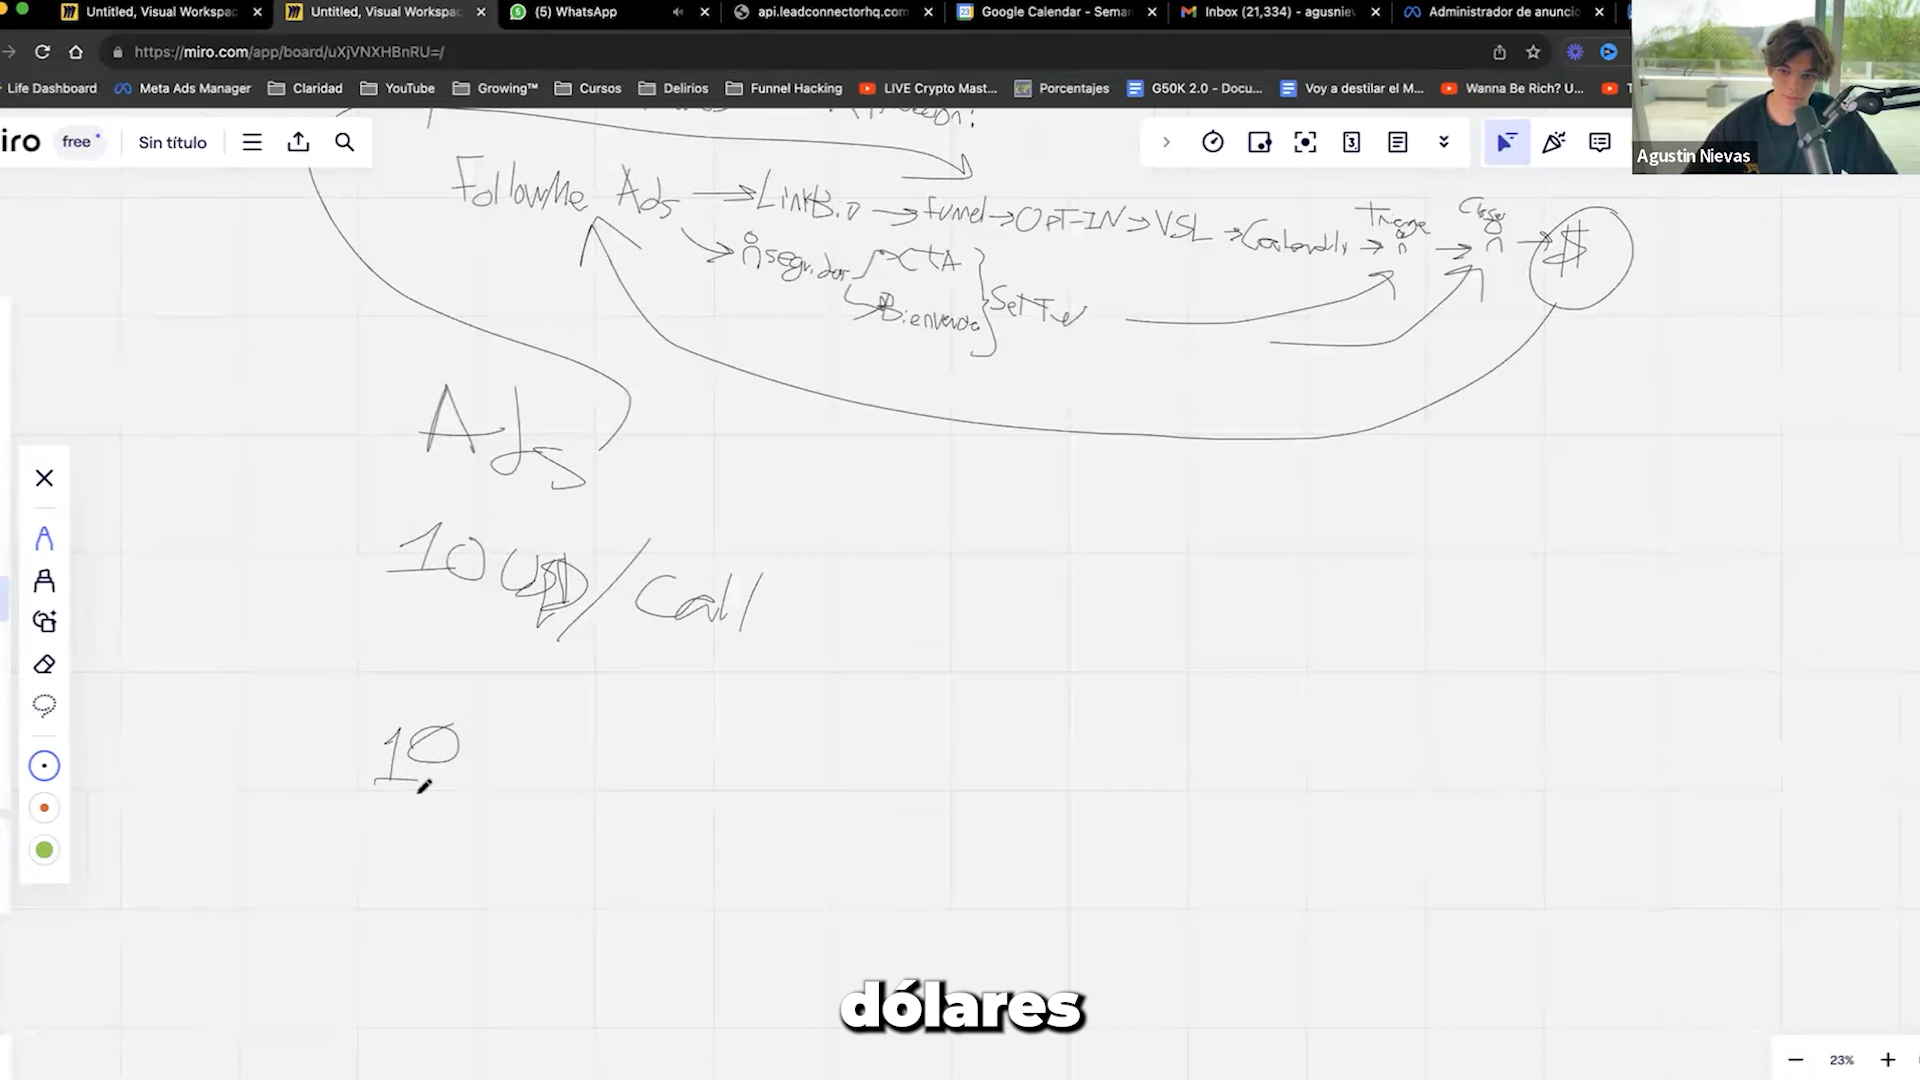 Untitled, Visual Workspac
Untitled, Visual Workspac
(5) WhatsApp
api.leadconnectorhq.com
Google Calendar - Seman
Inbox (21,334) - agusniev
Administrador de anuncio
https://miro.com/app/board/uXjVNXHBnRU=/
Life Dashboard
Meta Ads Manager
Claridad
YouTube
Growing™
Cursos
Delirios
Funnel Hacking
LIVE Crypto Mast...
Porcentajes
G50K 2.0 - Docu...
Voy a destilar el M...
Wanna Be Rich? U...
T
iro
free
Sin título
3
Agustin Nievas
FollowMe Ads → LinkBio → funnel → OPT-IN → VSL → Calendly → Triage → Closer → $
seguidor
CTA
Bienvenida
Setter
Ads
10 USD/Call
10
dólares
23%